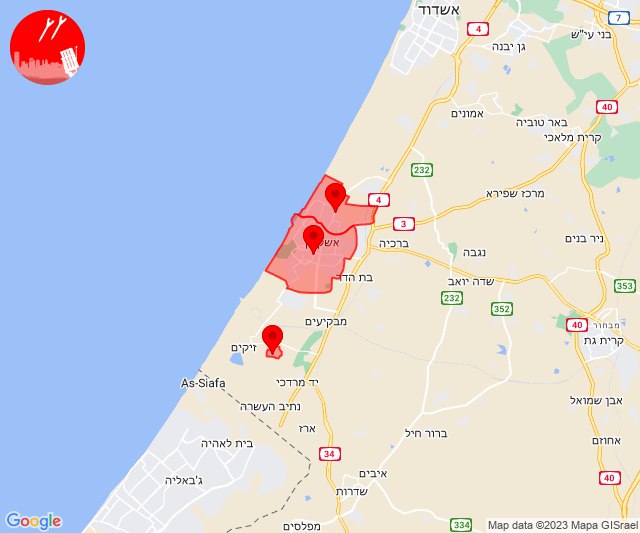 אשדוד
4
7
בני עי"ש
גן יבנה
40
אמונים
באר טוביה
קרית מלאכי
232
4
מרכז שפירא
3
ברכיה
ניר בנים
נגבה
בת הדר
שדה יואב
353
232
352
מבקיעים
40
מבחור
קרית גת
זיקים
As-Siafa
יד מרדכי
נתיב העשרה
אבן שמואל
ארז
ברור חיל
בית לאהיה
אחוזם
34
ג'באליה
איבים
40
שדרות
מפלסים
334
Google
Map data ©2023 Mapa GISrael